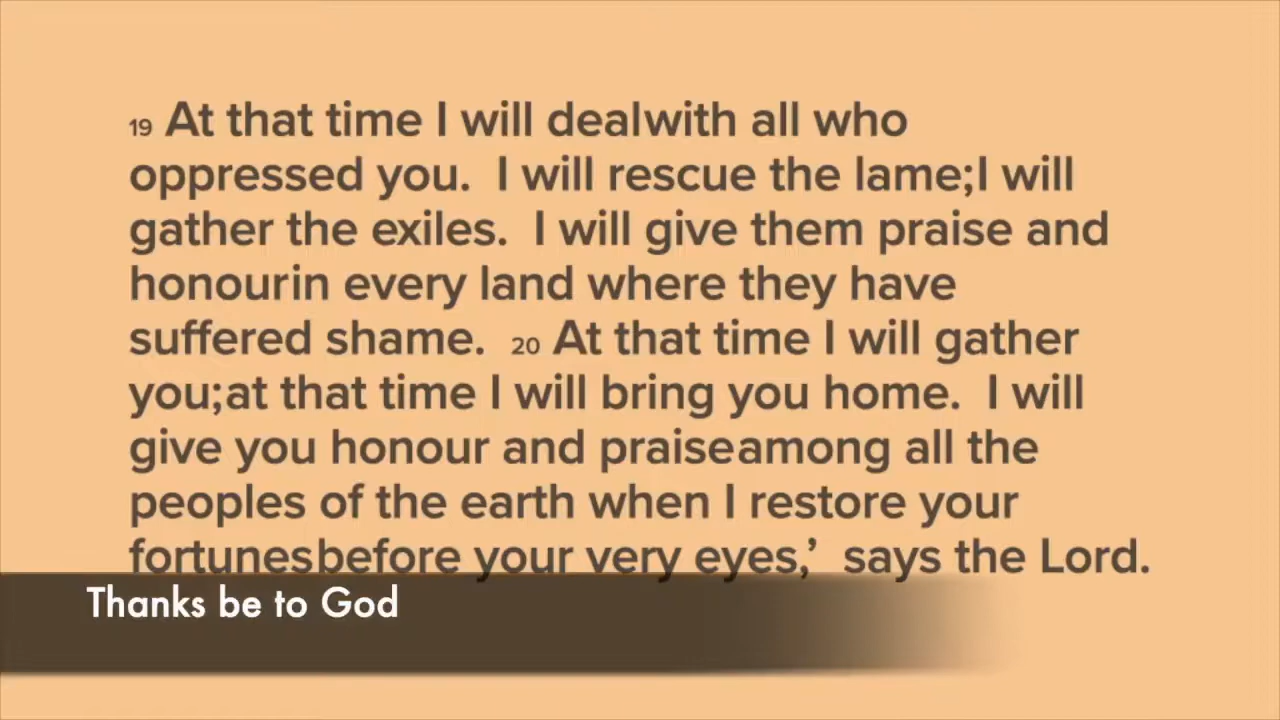 19 At that time I will dealwith all who
oppressed you.  I will rescue the lame;I will
gather the exiles.  I will give them praise and
honourin every land where they have
suffered shame.  20 At that time I will gather
you;at that time I will bring you home.  I will
give you honour and praiseamong all the
peoples of the earth when I restore your
fortunesbefore your very eyes,’  says the Lord.
Thanks be to God